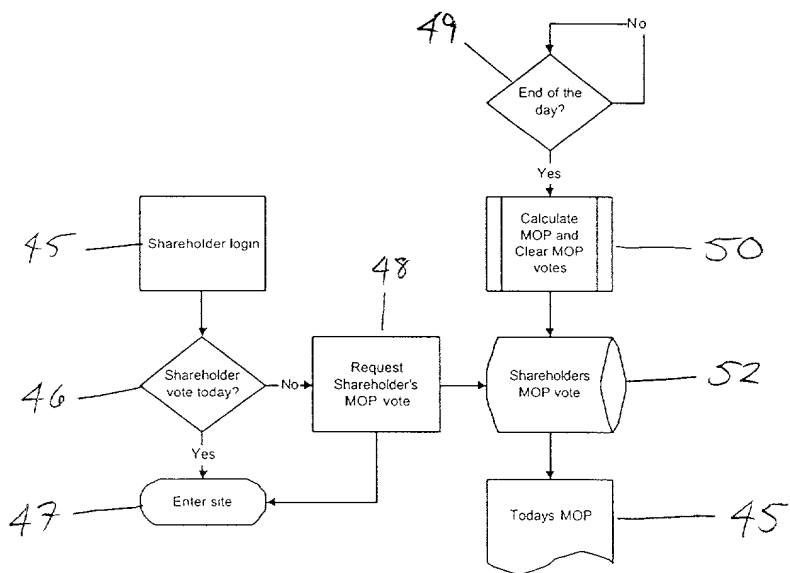 49
No
End of the
day?
Yes
Calculate
MOP and
Clear MOP
votes
50
45
Shareholder login
48
46
Shareholder
vote today?
No
Request
Shareholder's
MOP vote
Shareholders
MOP vote
52
Yes
47
Enter site
Todays MOP
45